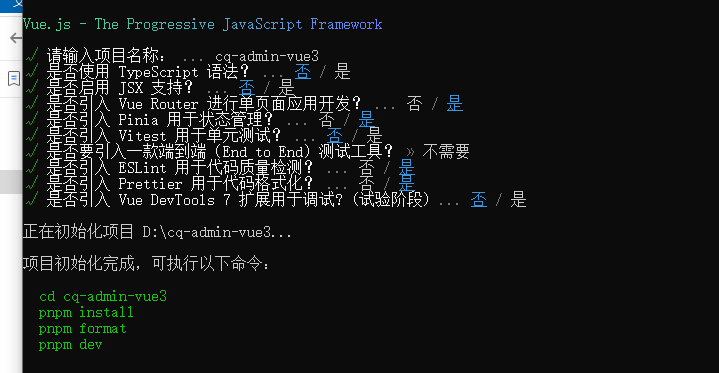 文
Vue.js - The Progressive JavaScript Framework
√ 请输入项目名称： ... cq-admin-vue3
√ 是否使用 TypeScript 语法？ ... 否 / 是
√ 是否启用 JSX 支持？ ... 否 / 是
√ 是否引入 Vue Router 进行单页面应用开发？ ... 否 / 是
√ 是否引入 Pinia 用于状态管理？ ... 否 / 是
√ 是否引入 Vitest 用于单元测试？ ... 否 / 是
√ 是否要引入一款端到端（End to End）测试工具？ » 不需要
√ 是否引入 ESLint 用于代码质量检测？ ... 否 / 是
√ 是否引入 Prettier 用于代码格式化？ ... 否 / 是
√ 是否引入 Vue DevTools 7 扩展用于调试？(试验阶段) ... 否 / 是
正在初始化项目 D:\cq-admin-vue3...
项目初始化完成，可执行以下命令：
cd cq-admin-vue3
pnpm install
pnpm format
pnpm dev